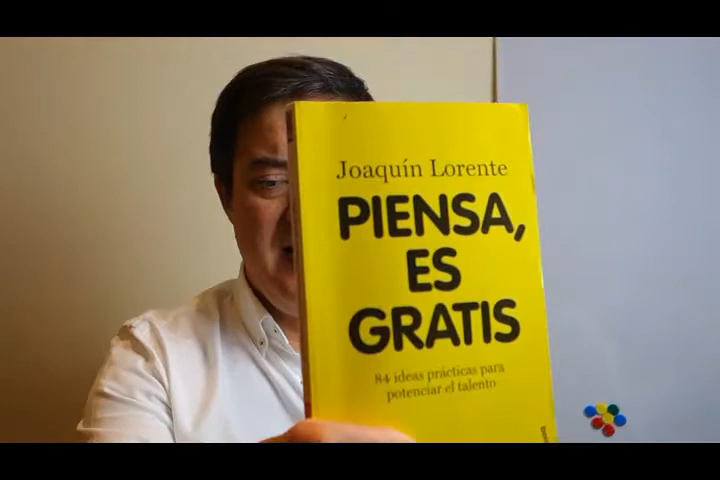 Joaquín Lorente
PIENSA,
ES
GRATIS
84 ideas prácticas para
potenciar el talento